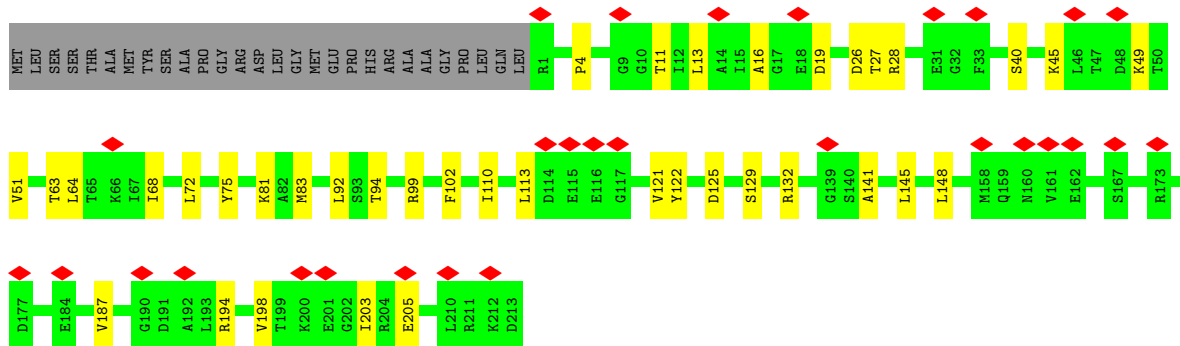 MET LEU SER SER THR ALA MET TYR SER ALA PRO GLY ARG ASP LEU GLY MET GLU PRO HIS ARG ALA ALA GLY PRO LEU GLN LEU R1 P4 G9 G10 T11 I12 L13 A14 I15 A16 G17 E18 D19 D26 T27 R28 E31 G32 F33 S40 K45 L46 T47 D48 K49 T50
V51 T63 L64 T65 K66 I67 I68 L72 Y75 K81 A82 M83 L92 S93 T94 R99 F102 I110 L113 D114 E115 E116 G117 V121 Y122 D125 S129 R132 G139 S140 A141 L145 L148 M158 Q159 N160 V161 E162 S167 R173
D177 E184 V187 G190 D191 A192 L193 R194 V198 T199 K200 E201 G202 I203 R204 E205 L210 R211 K212 D213